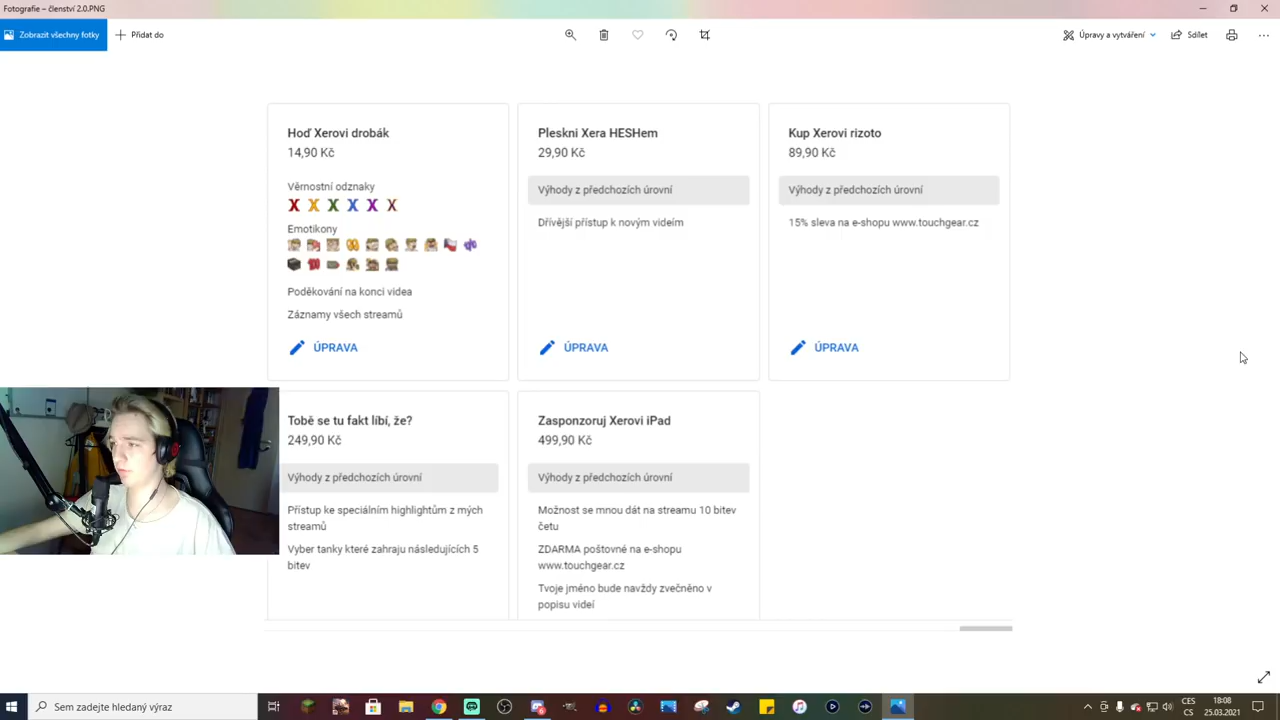 Fotografie – členství 2.0.PNG
Zobrazit všechny fotky
Přidat do
Úpravy a vytváření
Sdílet
Hoď Xerovi drobák
14,90 Kč
Věrnostní odznaky
X X X X X X
Emotikony
Poděkování na konci videa
Záznamy všech streamů
ÚPRAVA
Pleskni Xera HESHem
29,90 Kč
Výhody z předchozích úrovní
Dřívější přístup k novým videím
ÚPRAVA
Kup Xerovi rizoto
89,90 Kč
Výhody z předchozích úrovní
15% sleva na e-shopu www.touchgear.cz
ÚPRAVA
Tobě se tu fakt líbí, že?
249,90 Kč
Výhody z předchozích úrovní
Přístup ke speciálním highlightům z mých
streamů
Vyber tanky které zahraju následujících 5
bitev
Zasponzoruj Xerovi iPad
499,90 Kč
Výhody z předchozích úrovní
Možnost se mnou dát na streamu 10 bitev
četu
ZDARMA poštovné na e-shopu
www.touchgear.cz
Tvoje jméno bude navždy zvečněno v
popisu videí
Sem zadejte hledaný výraz
CES
CS
18:08
25.03.2021